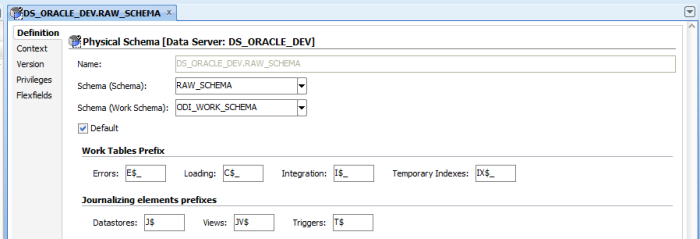 DS_ORACLE_DEV.RAW_SCHEMA ×
Definition
Context
Version
Privileges
Flexfields
Physical Schema [Data Server: DS_ORACLE_DEV]
Name: DS_ORACLE_DEV.RAW_SCHEMA
Schema (Schema): RAW_SCHEMA
Schema (Work Schema): ODI_WORK_SCHEMA
Default
Work Tables Prefix
Errors: E$_ Loading: C$_ Integration: I$_ Temporary Indexes: IX$_
Journalizing elements prefixes
Datastores: J$ Views: JV$ Triggers: T$